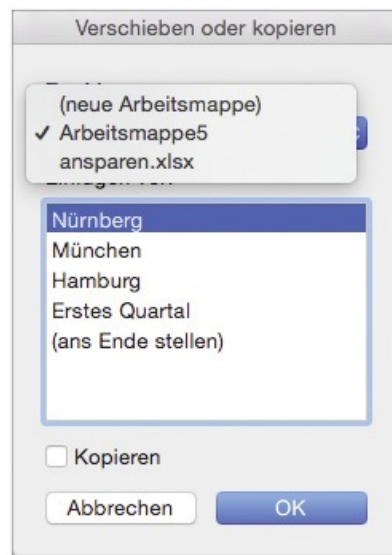 Verschieben oder kopieren
(neue Arbeitsmappe)
✓ Arbeitsmappe5
ansparen.xlsx
Nürnberg
München
Hamburg
Erstes Quartal
(ans Ende stellen)
Kopieren
Abbrechen
OK